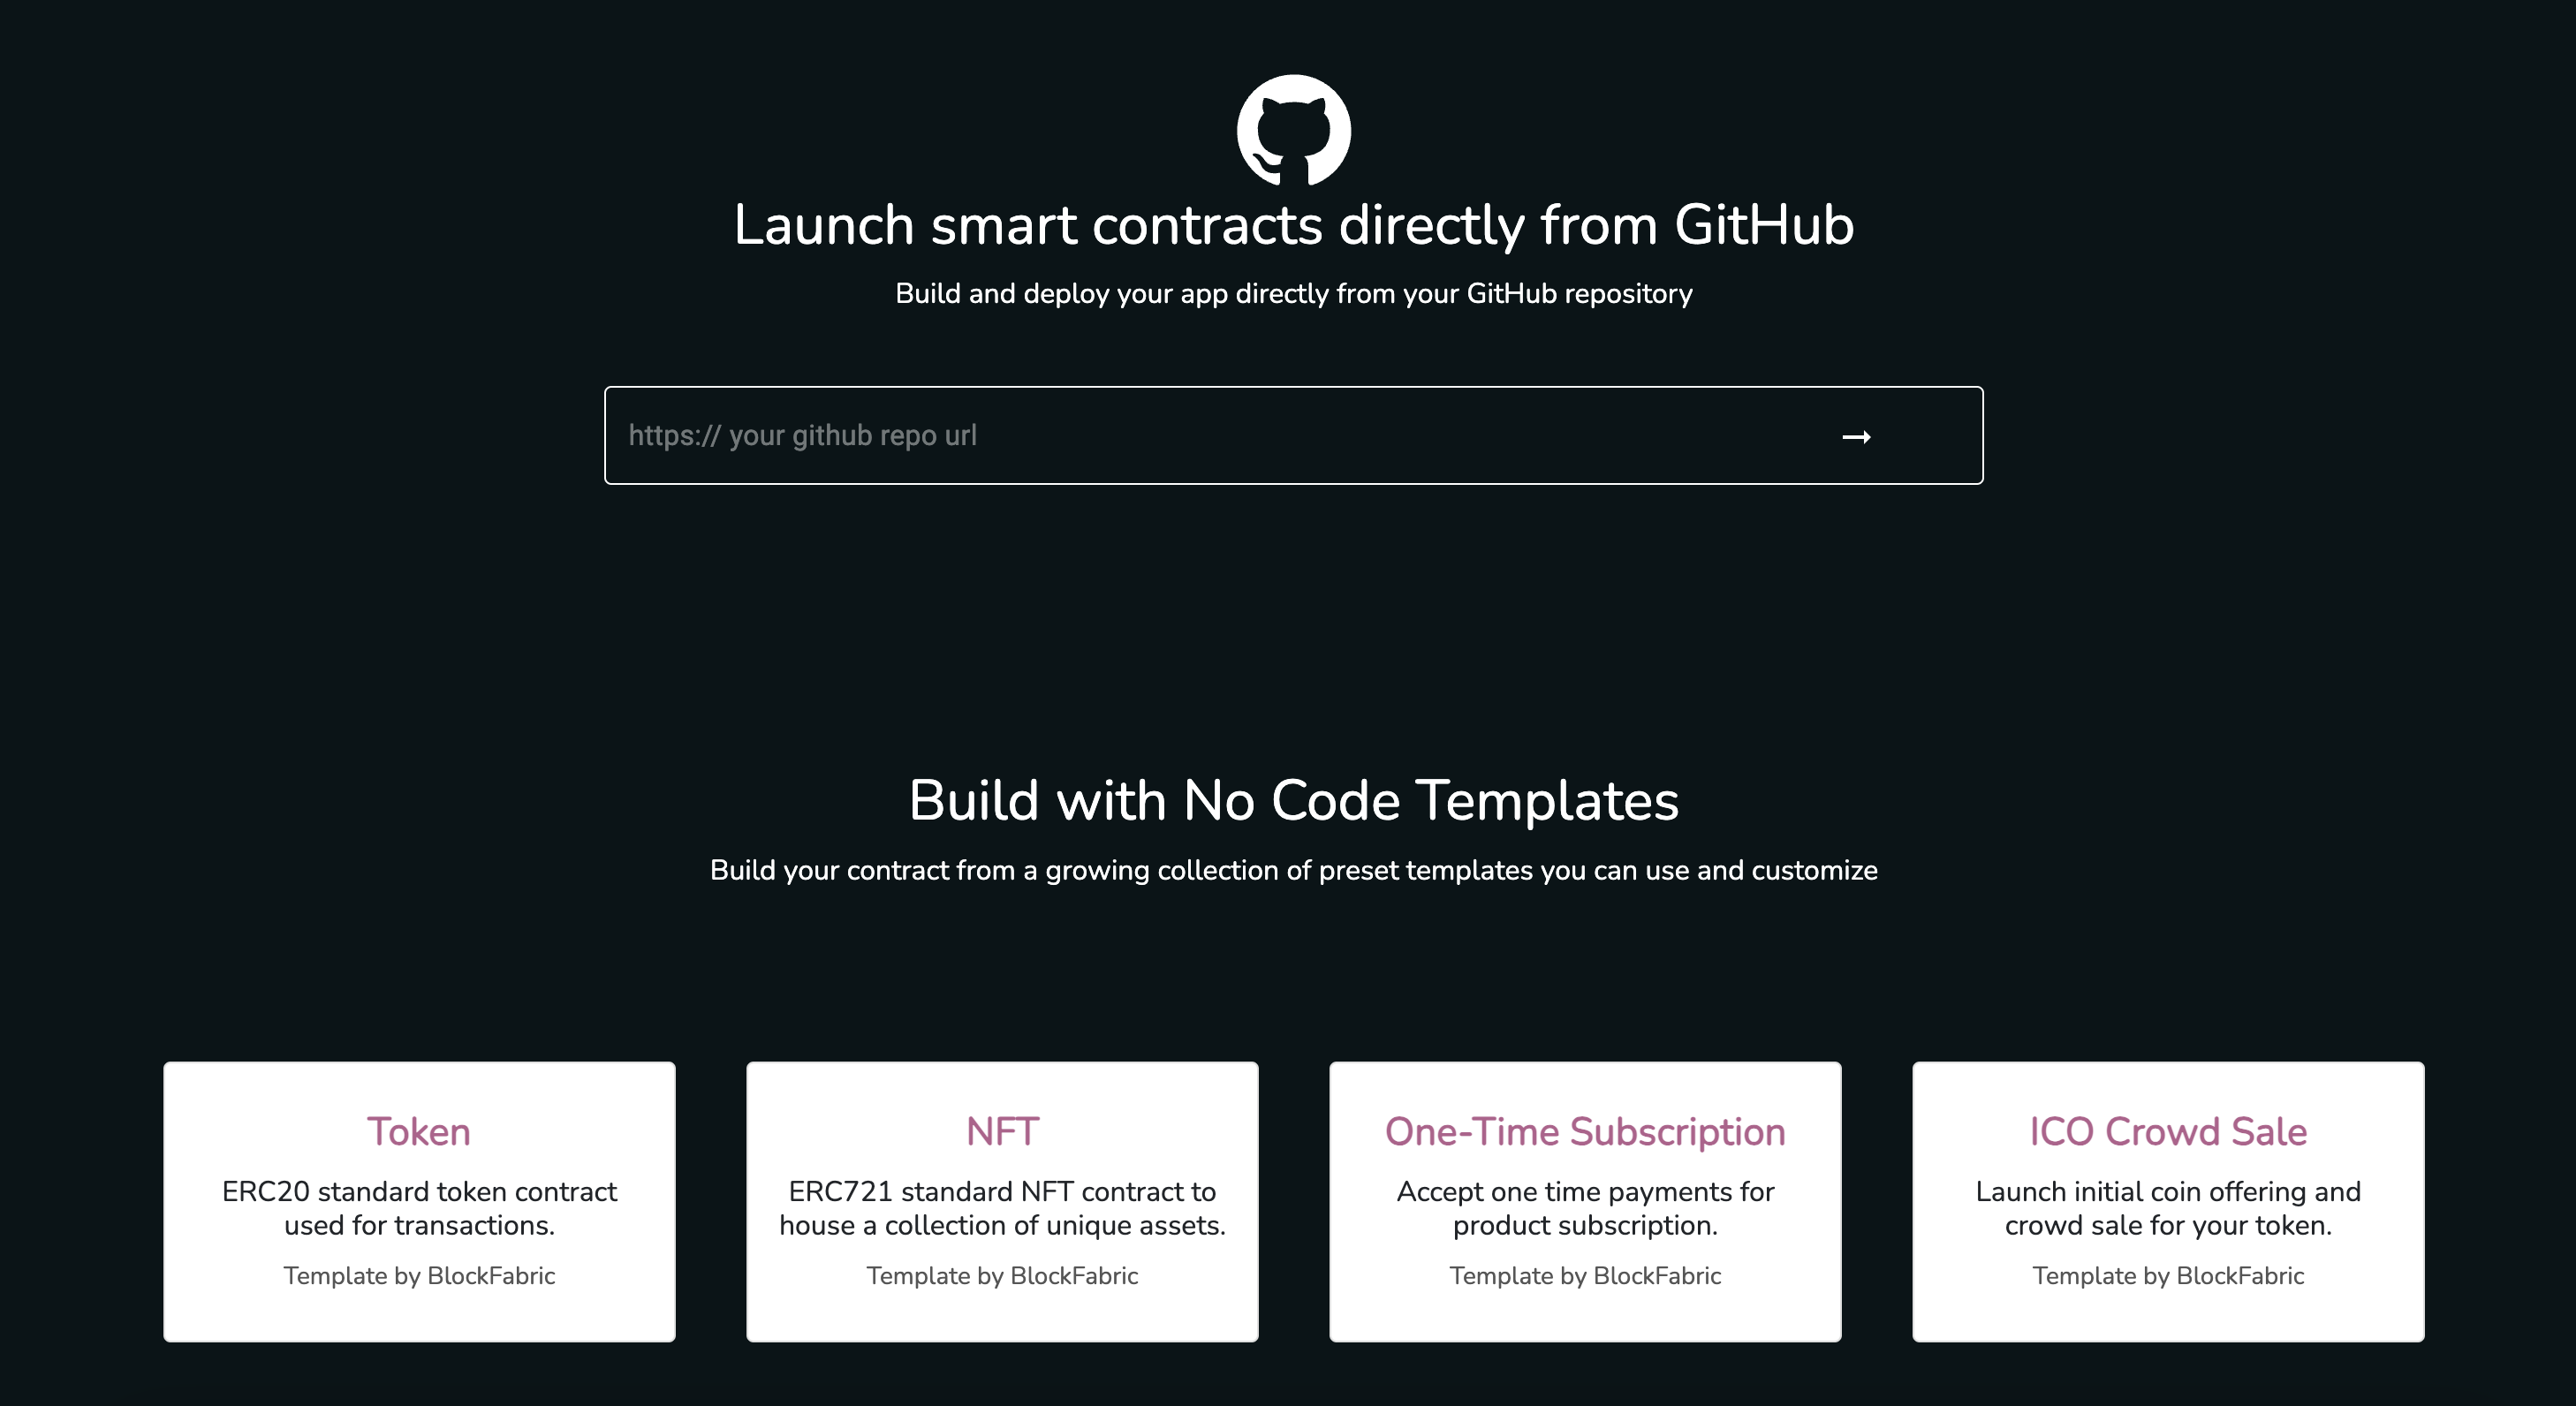 Launch smart contracts directly from GitHub
Build and deploy your app directly from your GitHub repository
https:// your github repo url
Build with No Code Templates
Build your contract from a growing collection of preset templates you can use and customize
Token
ERC20 standard token contract
used for transactions.
Template by BlockFabric
NFT
ERC721 standard NFT contract to
house a collection of unique assets.
Template by BlockFabric
One-Time Subscription
Accept one time payments for
product subscription.
Template by BlockFabric
ICO Crowd Sale
Launch initial coin offering and
crowd sale for your token.
Template by BlockFabric